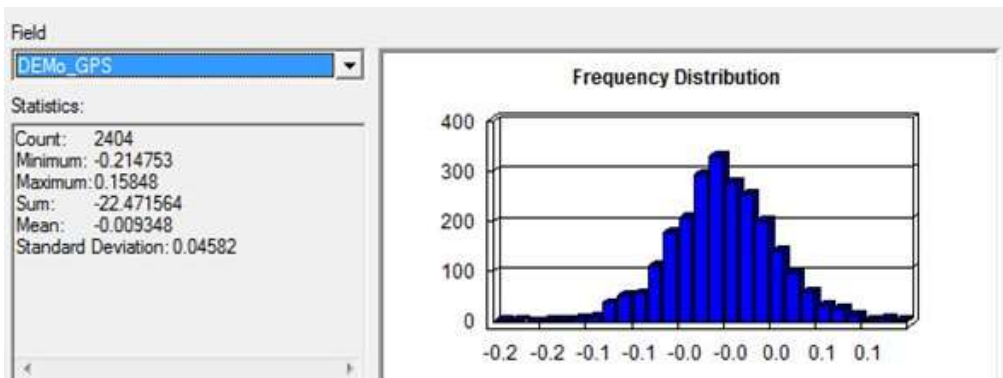 Field
DEMo_GPS
Statistics:
Count: 2404
Minimum: -0.214753
Maximum: 0.15848
Sum: -22.471564
Mean: -0.009348
Standard Deviation: 0.04582
Frequency Distribution
400
300
200
100
0
-0.2 -0.2 -0.1 -0.1 -0.0 -0.0 0.0 0.1 0.1